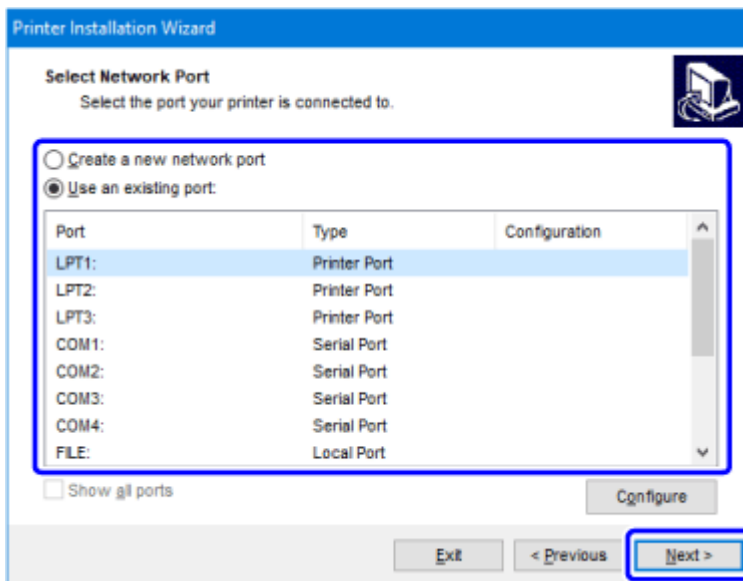 Printer Installation Wizard
Select Network Port
Select the port your printer is connected to.
Create a new network port
Use an existing port:
Port Type Configuration
LPT1: Printer Port
LPT2: Printer Port
LPT3: Printer Port
COM1: Serial Port
COM2: Serial Port
COM3: Serial Port
COM4: Serial Port
FILE: Local Port
Show all ports
Configure
Exit < Previous Next >